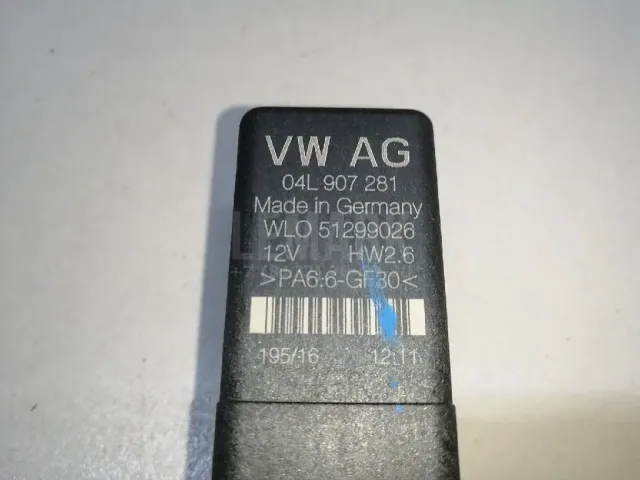 VW AG
04L 907 281
Made in Germany
WLO 51299026
12V HW2.6
>PA6.6-GF30<
195/16 12:11